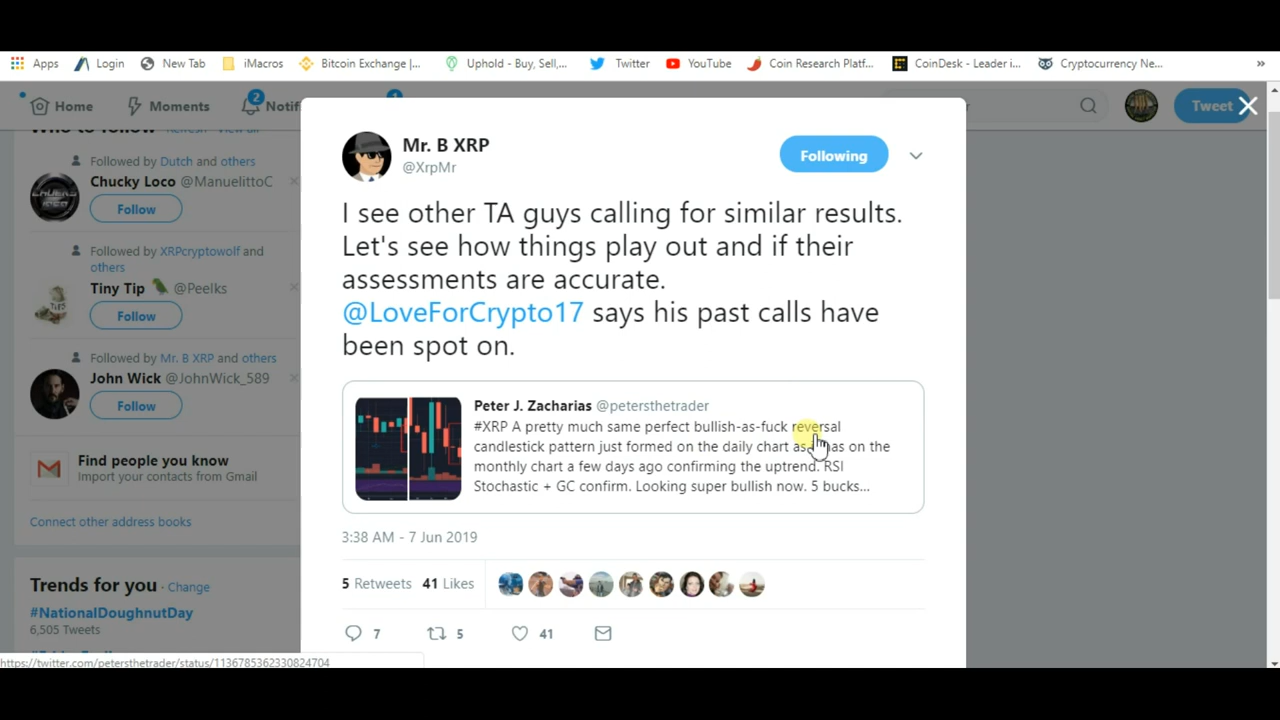 Apps Login New Tab iMacros Bitcoin Exchange |... Uphold - Buy, Sell,... Twitter YouTube Coin Research Platf... CoinDesk - Leader i... Cryptocurrency Ne... »
Home Moments 2 Notif 1 Tweet
Refresh View all
Followed by Dutch and others
Chucky Loco @ManuelittoC
Follow
Followed by XRPcryptowolf and
others
Tiny Tip @Peelks
Follow
Followed by Mr. B XRP and others
John Wick @JohnWick_589
Follow
Find people you know
Import your contacts from Gmail
Connect other address books
Trends for you · Change
#NationalDoughnutDay
6,505 Tweets
Mr. B XRP
@XrpMr
Following
I see other TA guys calling for similar results.
Let's see how things play out and if their
assessments are accurate.
@LoveForCrypto17 says his past calls have
been spot on.
Peter J. Zacharias @petersthetrader
#XRP A pretty much same perfect bullish-as-fuck reversal
candlestick pattern just formed on the daily chart as on the
monthly chart a few days ago confirming the uptrend. RSI
Stochastic + GC confirm. Looking super bullish now. 5 bucks...
3:38 AM - 7 Jun 2019
5 Retweets 41 Likes
7 5 41
https://twitter.com/petersthetrader/status/1136785362330824704